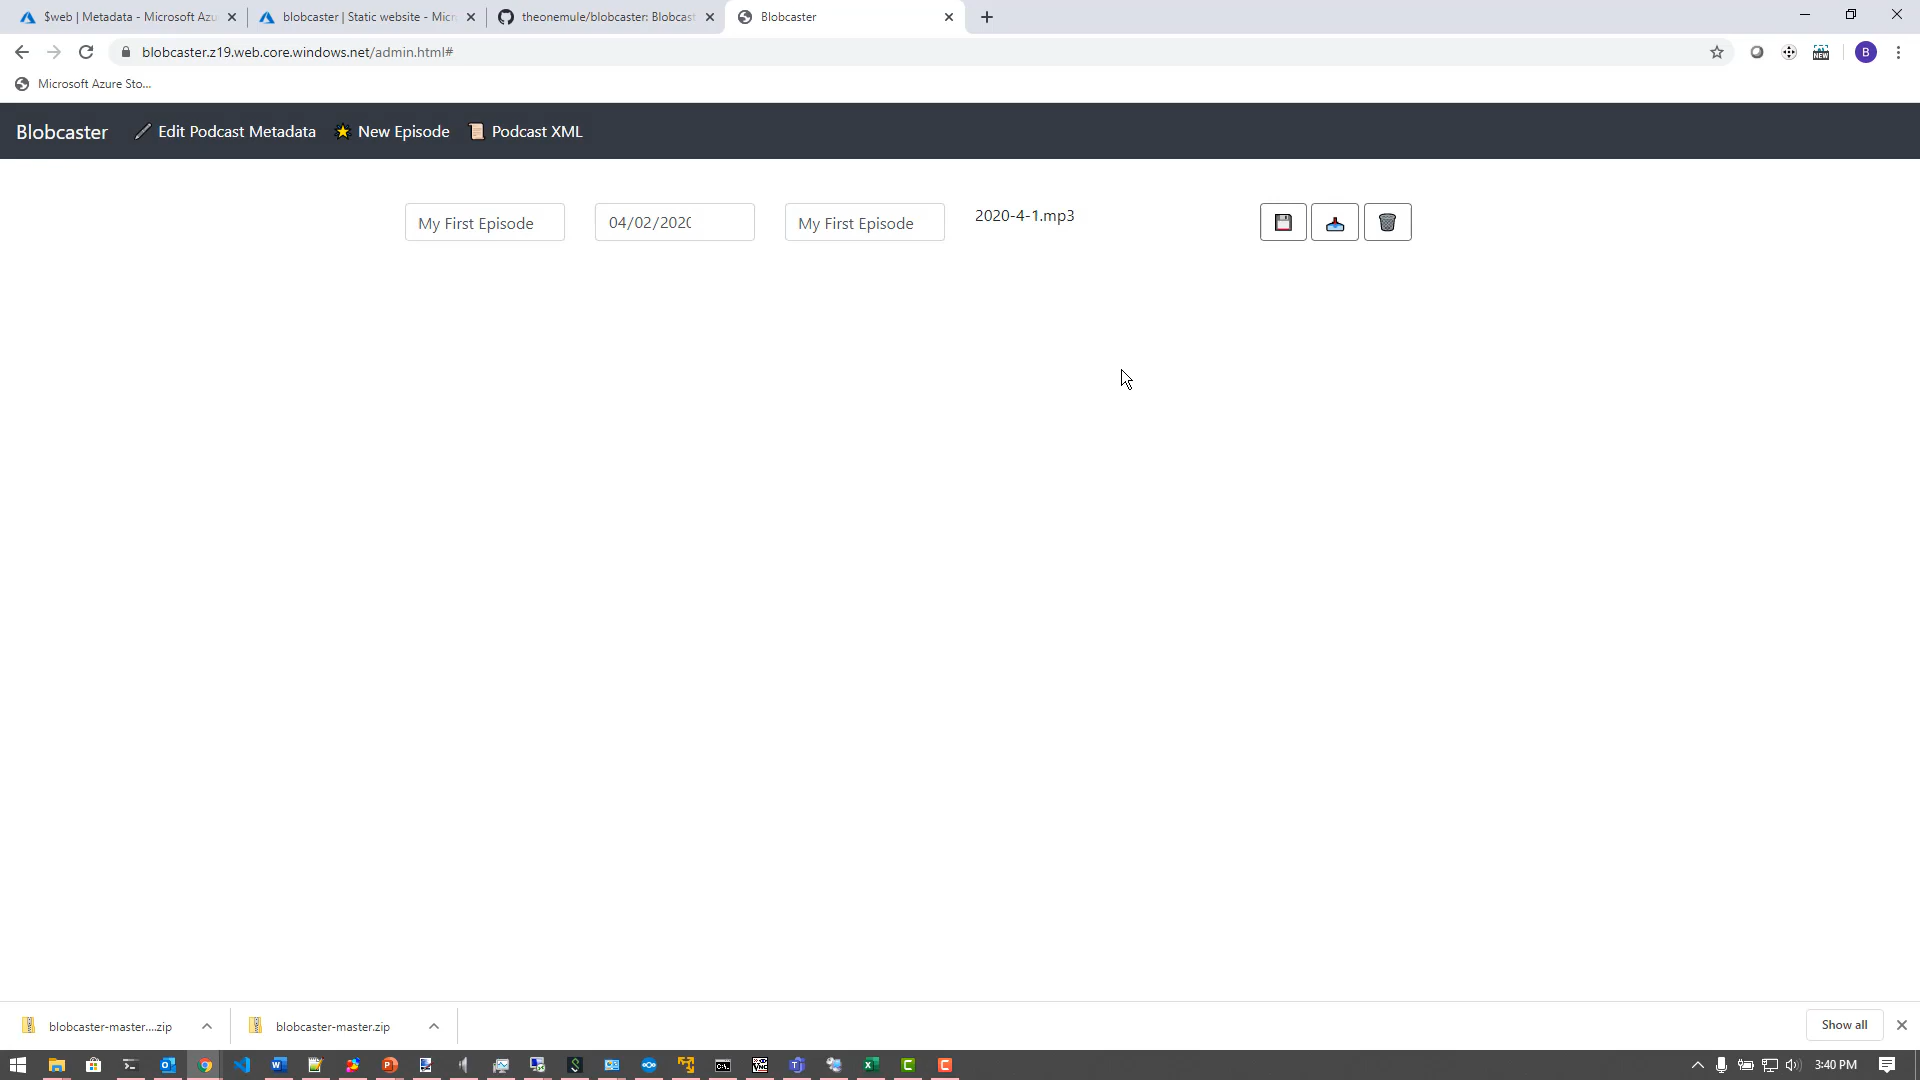 $web | Metadata - Microsoft Azu
blobcaster | Static website - Micr
theonemule/blobcaster: Blobcast
Blobcaster
blobcaster.z19.web.core.windows.net/admin.html#
NEW
B
Microsoft Azure Sto...
Blobcaster
Edit Podcast Metadata
New Episode
Podcast XML
My First Episode
04/02/2020
My First Episode
2020-4-1.mp3
blobcaster-master....zip
blobcaster-master.zip
Show all
3:40 PM